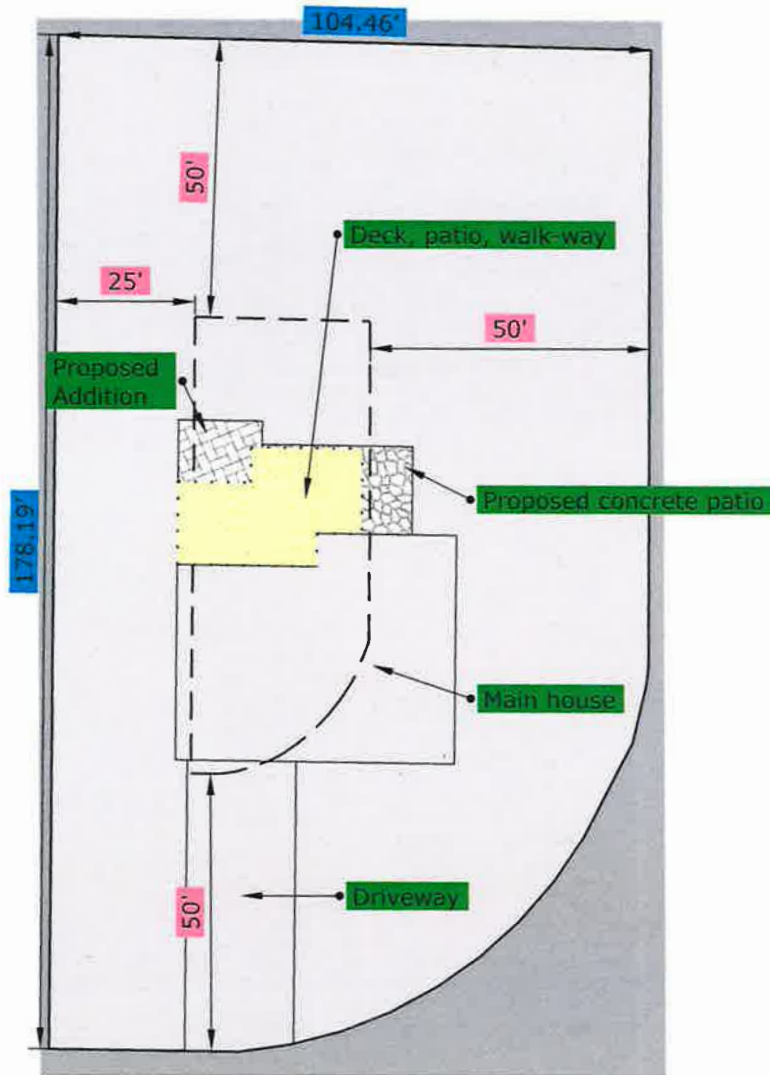 104.46'
50'
Deck, patio, walk-way
25'
50'
Proposed
Addition
Proposed concrete patio
178.19'
Main house
50'
Driveway